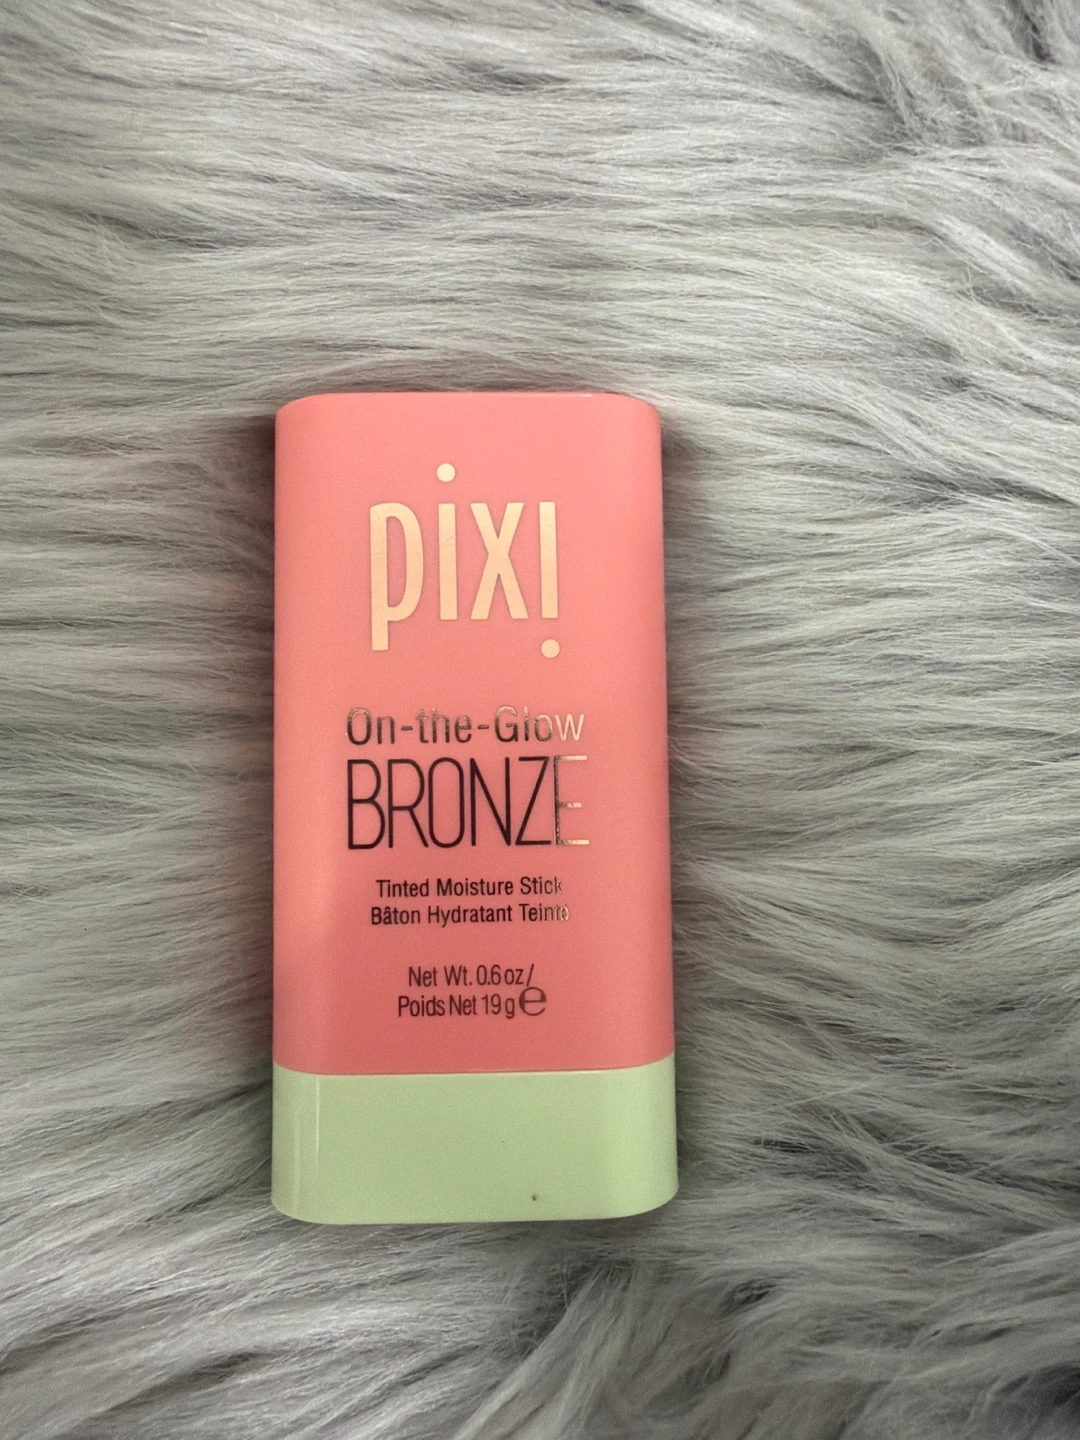 pixi
On-the-Glow
BRONZE
Tinted Moisture Stick
Bâton Hydratant Teinté
Net Wt. 0.6 oz /
Poids Net 19 g ℮